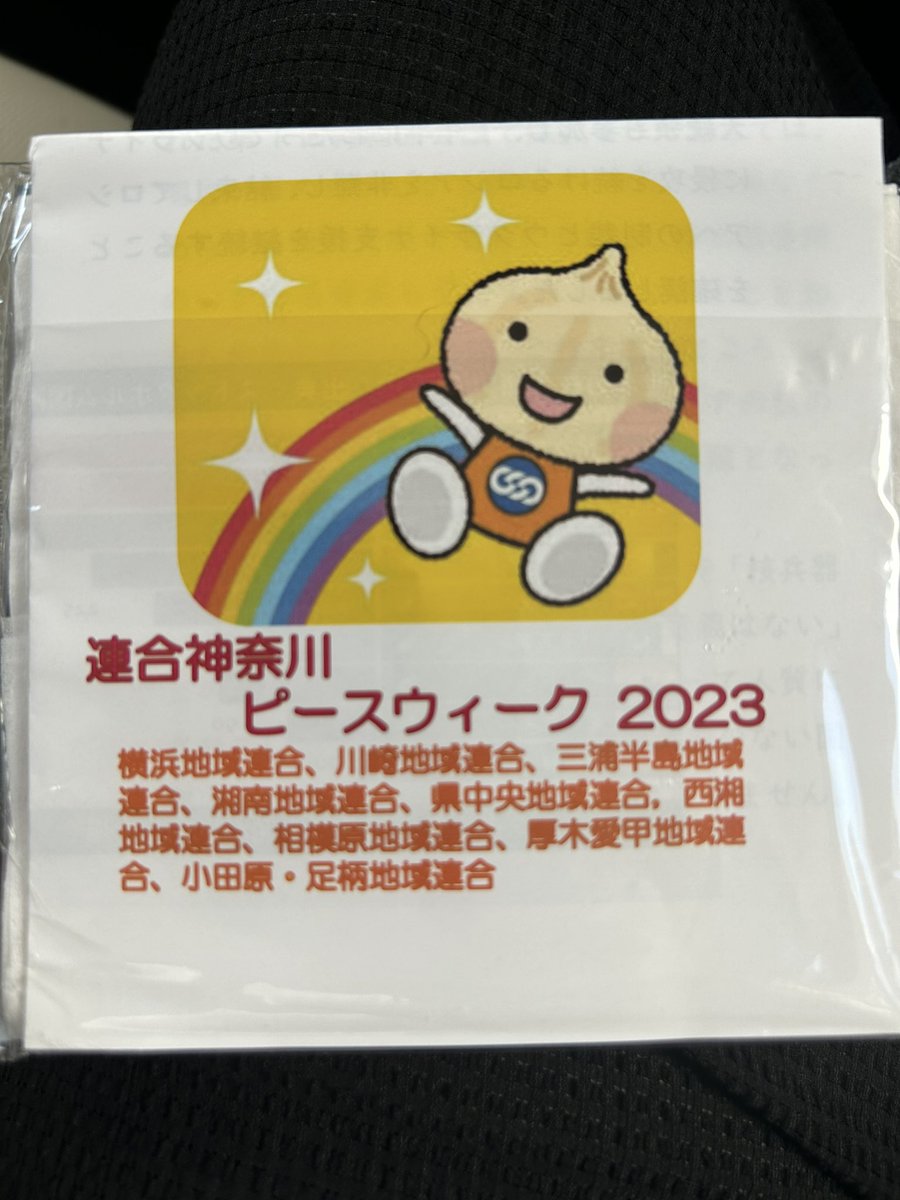 連合神奈川
ピースウィーク 2023
横浜地域連合、川崎地域連合、三浦半島地域
連合、湘南地域連合、県中央地域連合，西湘
地域連合、相模原地域連合、厚木愛甲地域連
合、小田原・足柄地域連合